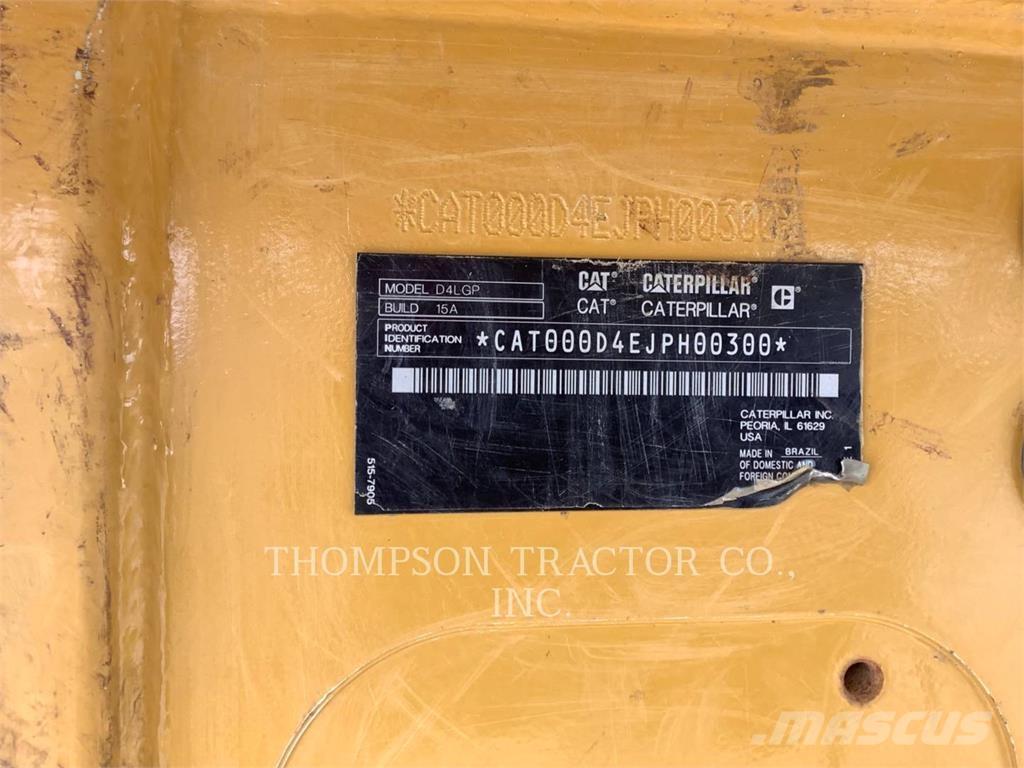 *CAT000D4EJPH00300*
MODEL D4LGP
BUILD 15A
CAT® CATERPILLAR®
CAT® CATERPILLAR®
PRODUCT IDENTIFICATION NUMBER *CAT000D4EJPH00300*
CATERPILLAR INC.
PEORIA, IL 61629
USA
MADE IN BRAZIL
OF DOMESTIC AND
FOREIGN
515-7905
THOMPSON TRACTOR CO.,
INC.
MASCUS